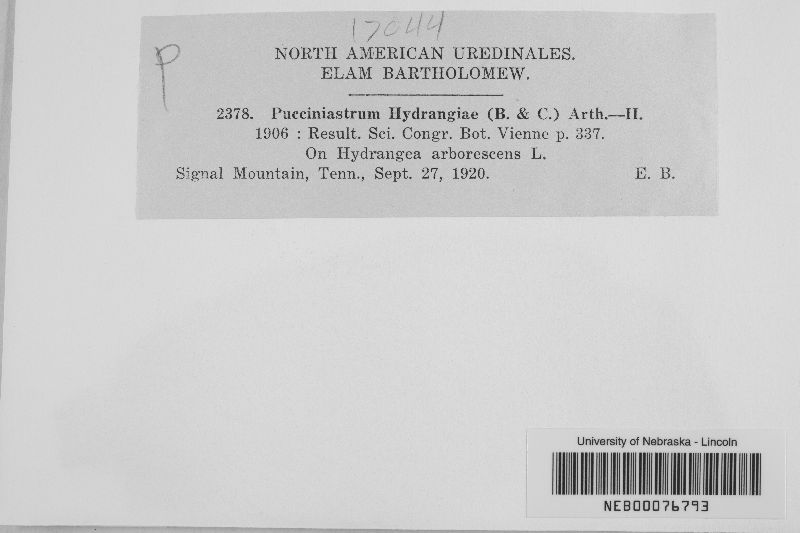 17044
P
NORTH AMERICAN UREDINALES.
ELAM BARTHOLOMEW.
2378. Pucciniastrum Hydrangiae (B. & C.) Arth.—II.
1906 : Result. Sci. Congr. Bot. Vienne p. 337.
On Hydrangea arborescens L.
Signal Mountain, Tenn., Sept. 27, 1920. E. B.
University of Nebraska - Lincoln
NEB00076793